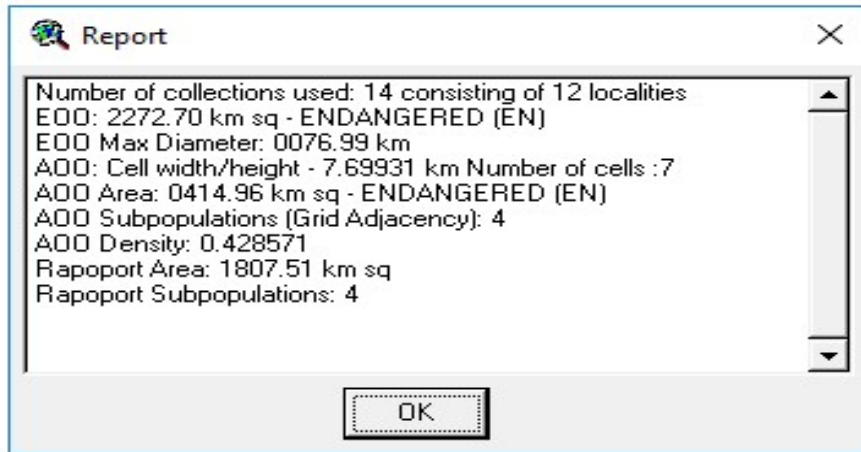 Report
Number of collections used: 14 consisting of 12 localities
EOO: 2272.70 km sq - ENDANGERED (EN)
EOO Max Diameter: 0076.99 km
AOO: Cell width/height - 7.69931 km Number of cells :7
AOO Area: 0414.96 km sq - ENDANGERED (EN)
AOO Subpopulations (Grid Adjacency): 4
AOO Density: 0.428571
Rapoport Area: 1807.51 km sq
Rapoport Subpopulations: 4
OK